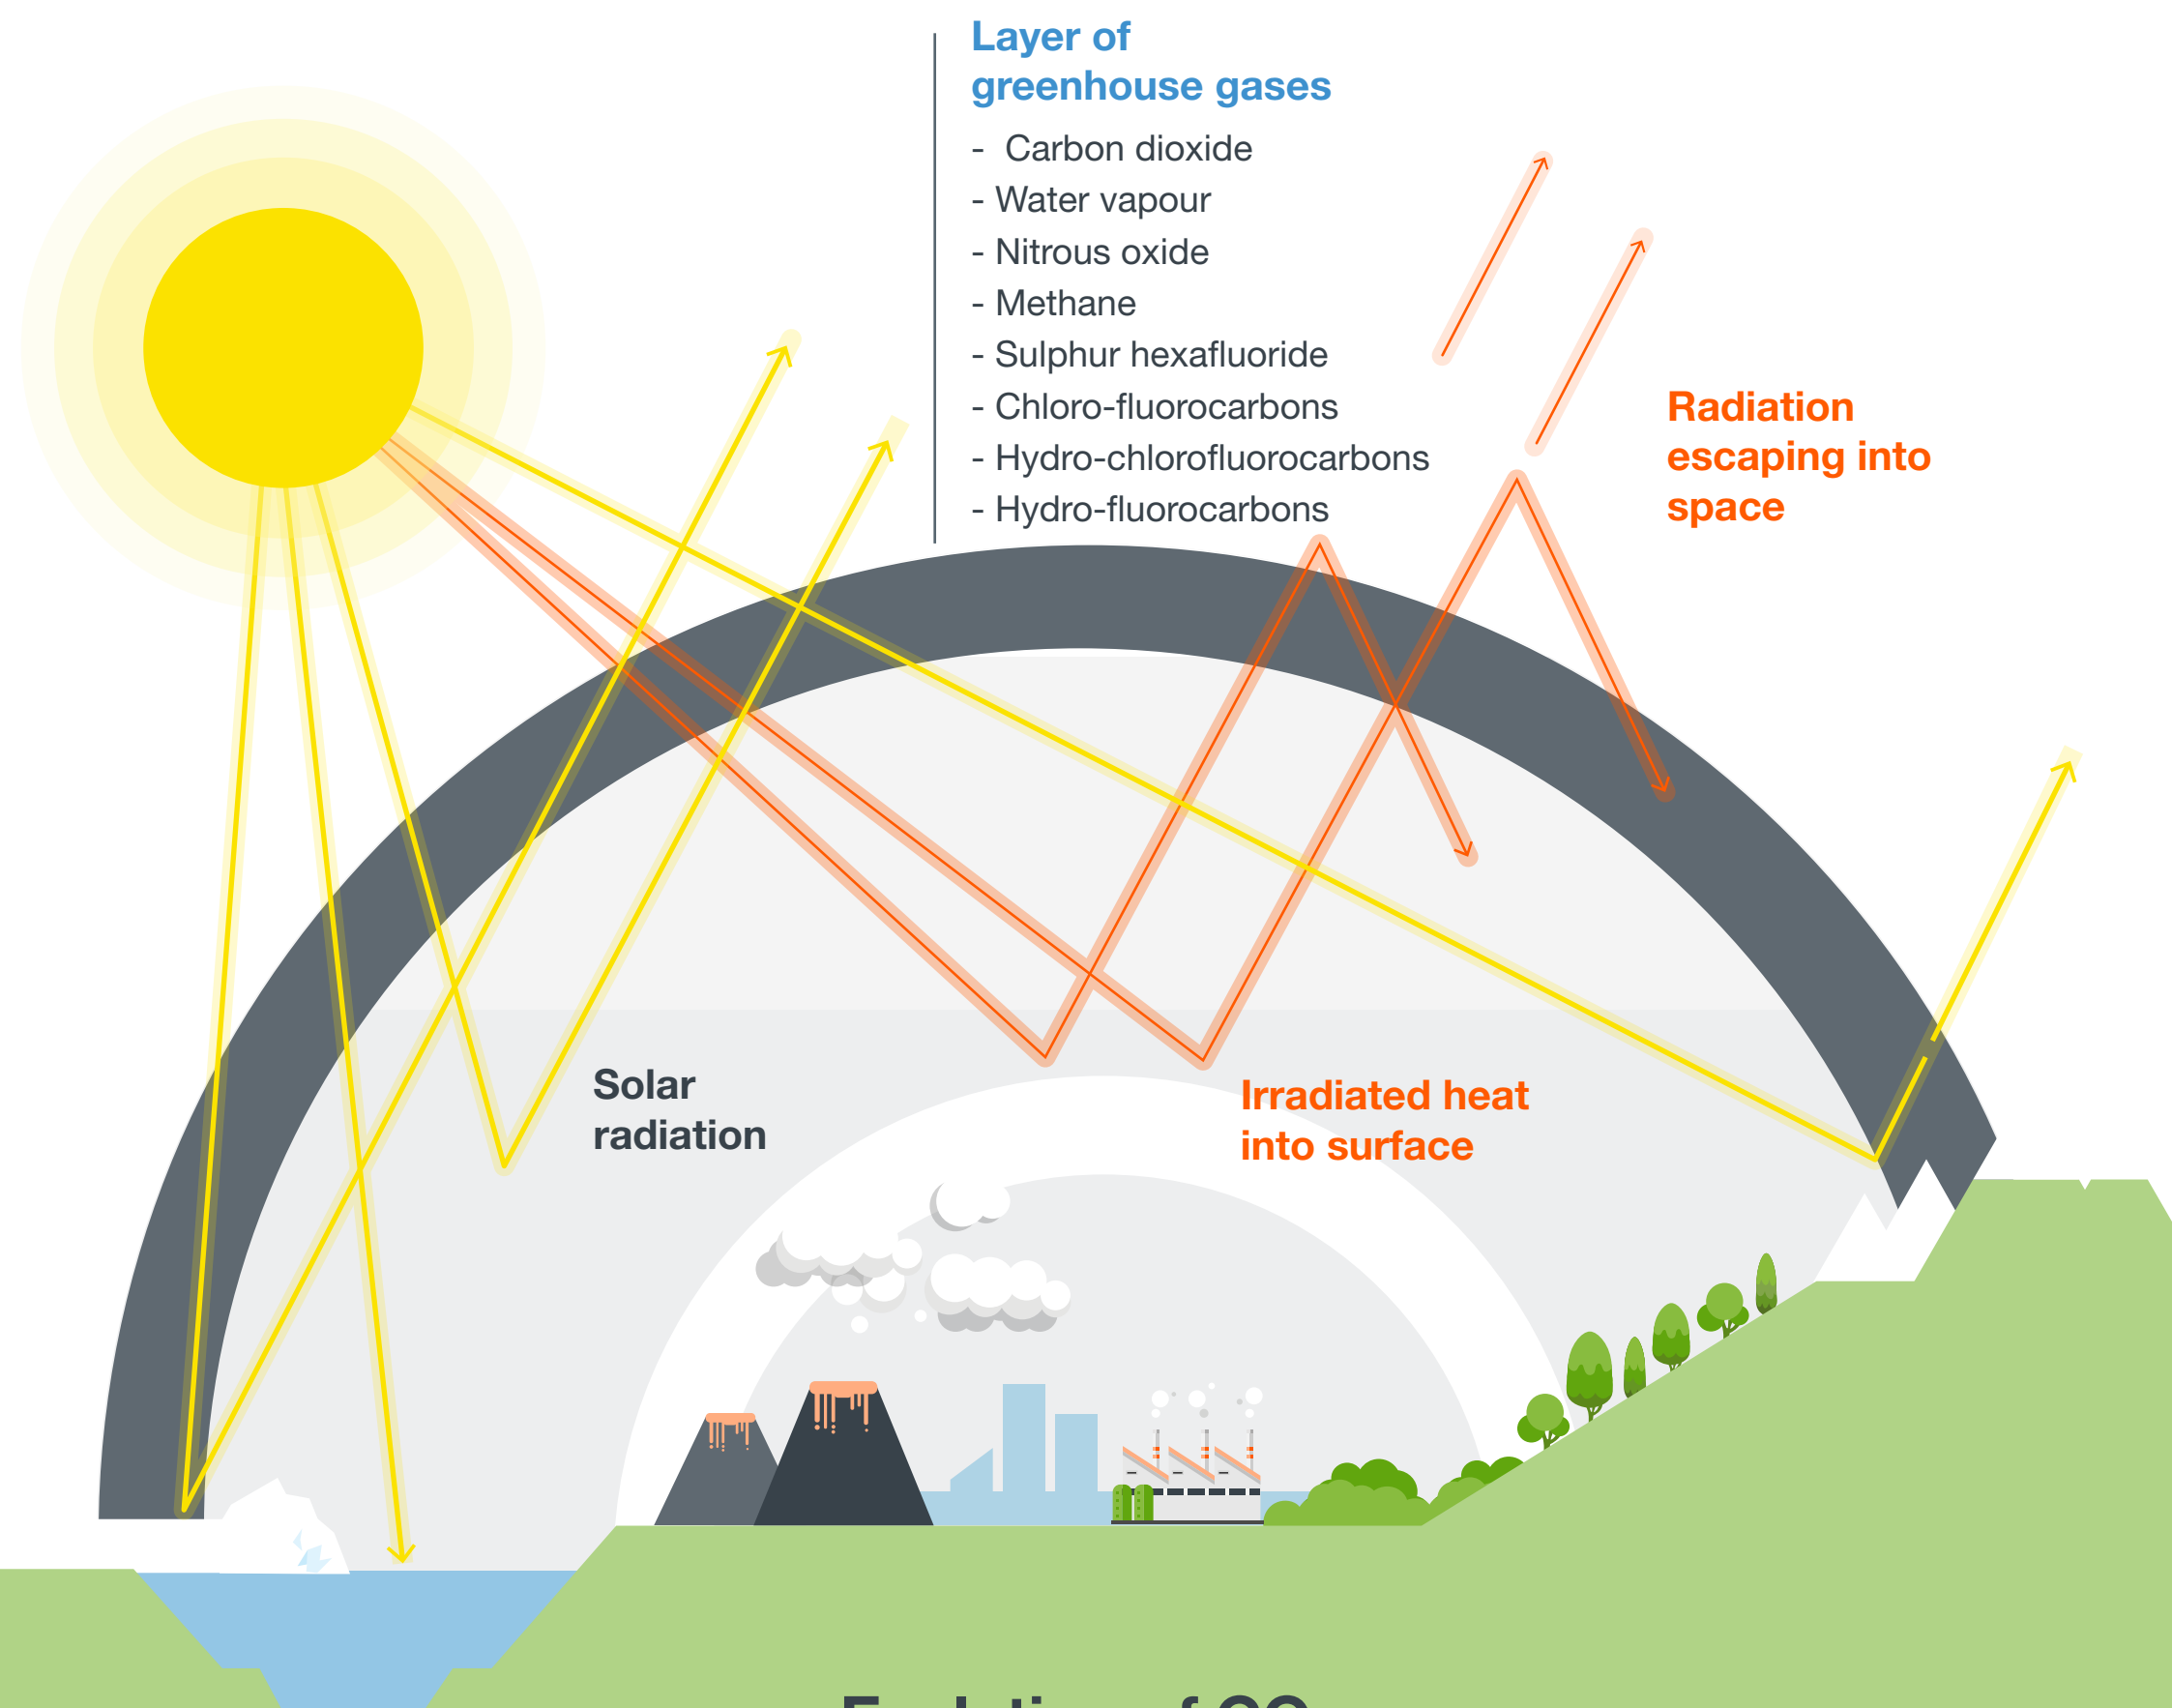 Layer of
greenhouse gases
- Carbon dioxide
- Water vapour
- Nitrous oxide
- Methane
- Sulphur hexafluoride
- Chloro-fluorocarbons
- Hydro-chlorofluorocarbons
- Hydro-fluorocarbons
Radiation
escaping into
space
Solar
radiation
Irradiated heat
into surface